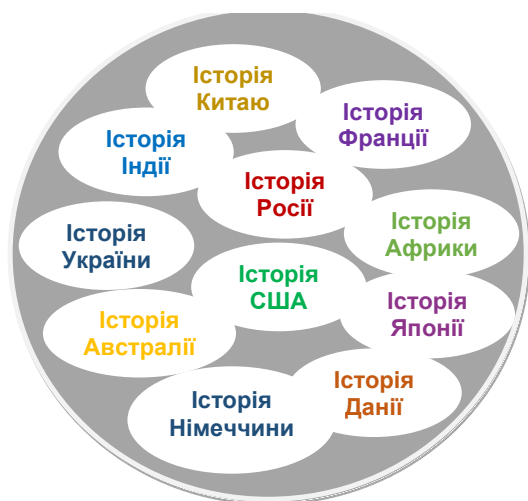 Історія
Китаю
Історія
Франції
Історія
Індії
Історія
Росії
Історія
Африки
Історія
України
Історія
США
Історія
Японії
Історія
Австралії
Історія
Данії
Історія
Німеччини